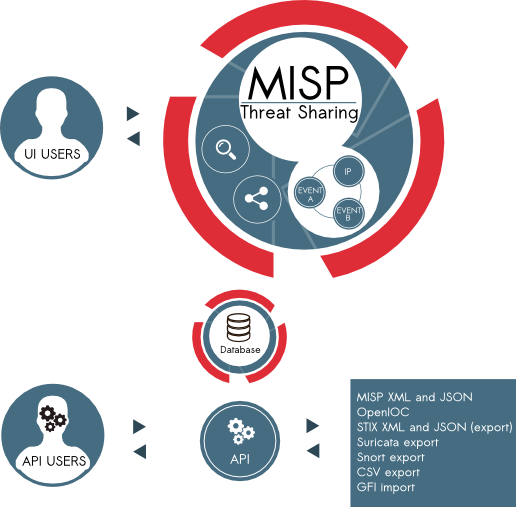 MISP
Threat Sharing
UI USERS
IP
EVENT
A
EVENT
B
Database
API USERS
API
MISP XML and JSON
OpenIOC
STIX XML and JSON (export)
Suricata export
Snort export
CSV export
GFI import